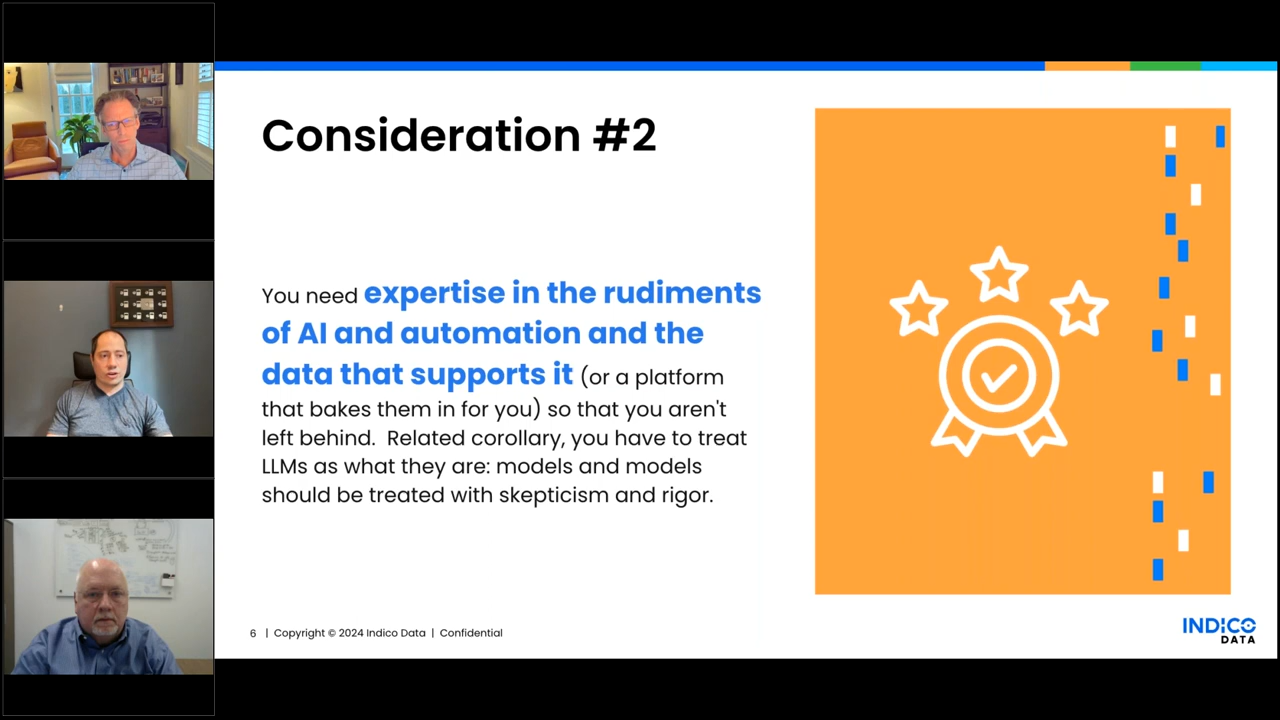 Consideration #2
You need expertise in the rudiments
of AI and automation and the
data that supports it (or a platform
that bakes them in for you) so that you aren't
left behind.  Related corollary, you have to treat
LLMs as what they are: models and models
should be treated with skepticism and rigor.
6 | Copyright © 2024 Indico Data | Confidential
INDICO
DATA